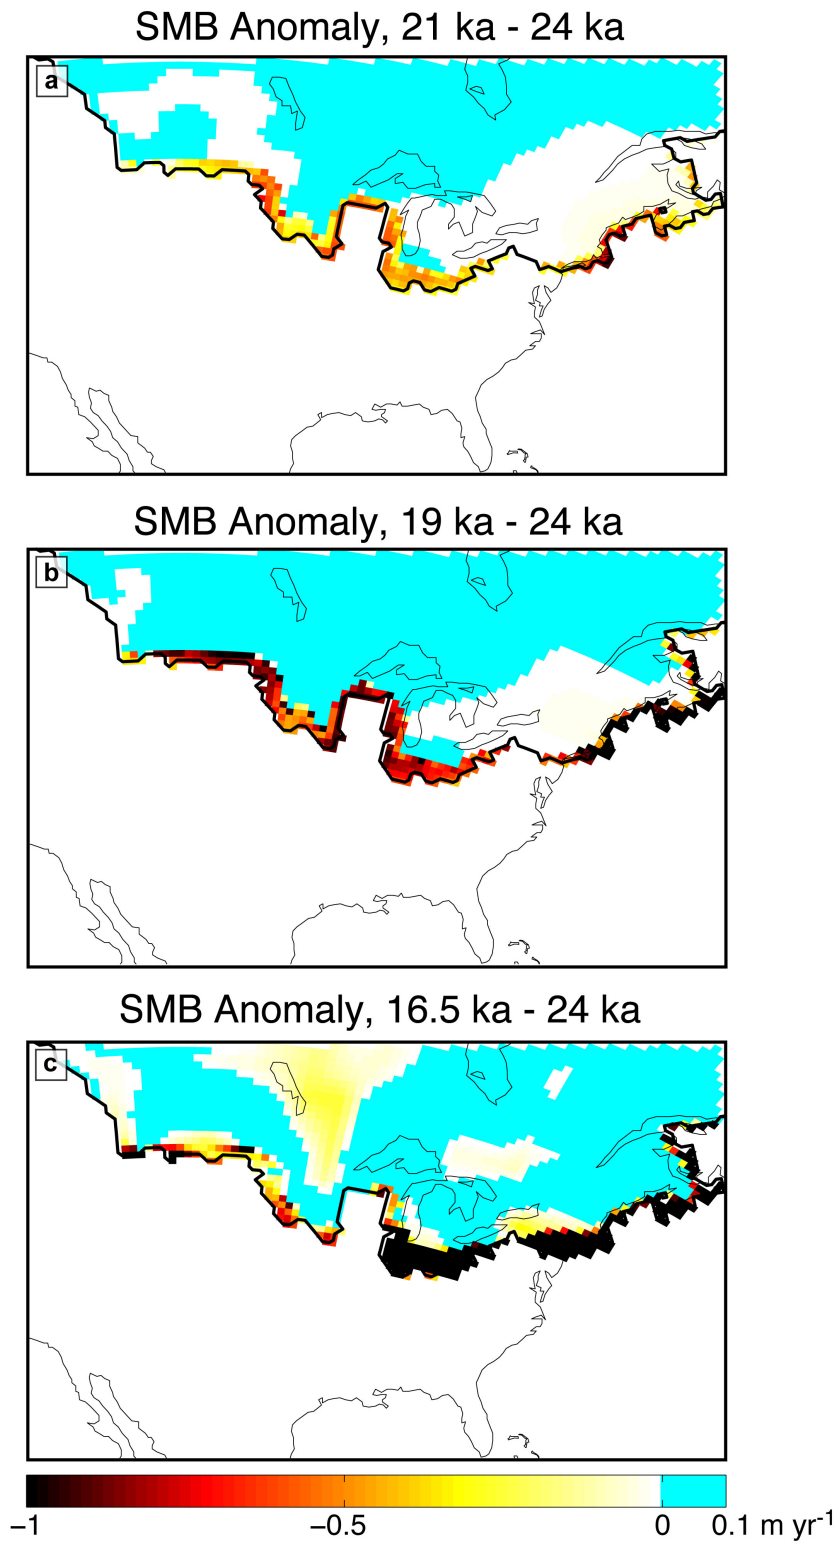 SMB Anomaly, 21 ka - 24 ka
a
SMB Anomaly, 19 ka - 24 ka
b
SMB Anomaly, 16.5 ka - 24 ka
c
−1 −0.5 0 0.1 m yr-1